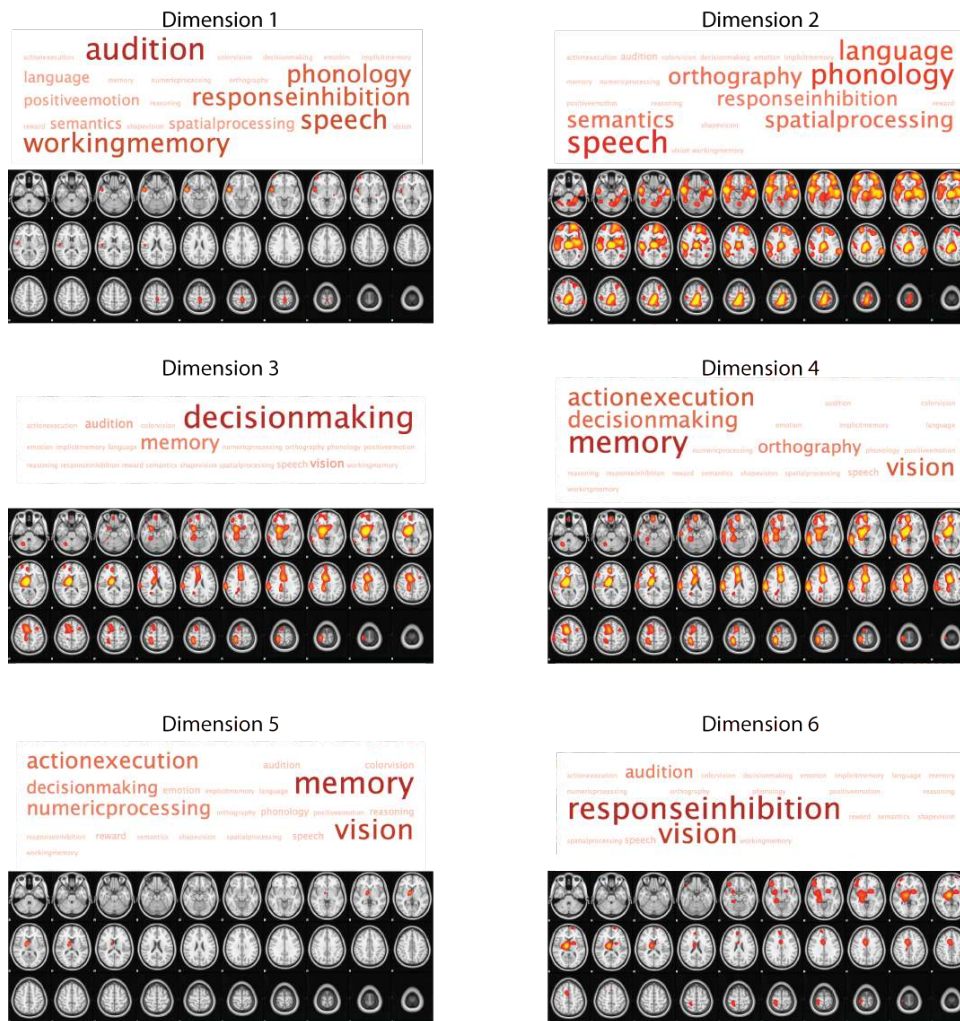 Dimension 1
actionexecution audition colorvision decisionmaking emotion implicitmemory
language memory numericprocessing orthography phonology
positiveemotion reasoning responseinhibition
reward semantics shapevision spatialprocessing speech vision
workingmemory
Dimension 2
actionexecution audition colorvision decisionmaking emotion implicitmemory language
memory numericprocessing orthography phonology
positiveemotion reasoning responseinhibition reward
semantics shapevision spatialprocessing
speech vision workingmemory
Dimension 3
actionexecution audition colorvision decisionmaking
emotion implicitmemory language memory numericprocessing orthography phonology positiveemotion
reasoning responseinhibition reward semantics shapevision spatialprocessing speech vision workingmemory
Dimension 4
actionexecution audition colorvision
decisionmaking emotion implicitmemory language
memory numericprocessing orthography phonology positiveemotion
reasoning responseinhibition reward semantics shapevision spatialprocessing speech vision
workingmemory
Dimension 5
actionexecution audition colorvision
decisionmaking emotion implicitmemory language memory
numericprocessing orthography phonology positiveemotion reasoning
responseinhibition reward semantics shapevision spatialprocessing speech vision
workingmemory
Dimension 6
actionexecution audition colorvision decisionmaking emotion implicitmemory language memory
numericprocessing orthography phonology positiveemotion reasoning
responseinhibition reward semantics shapevision
spatialprocessing speech vision workingmemory